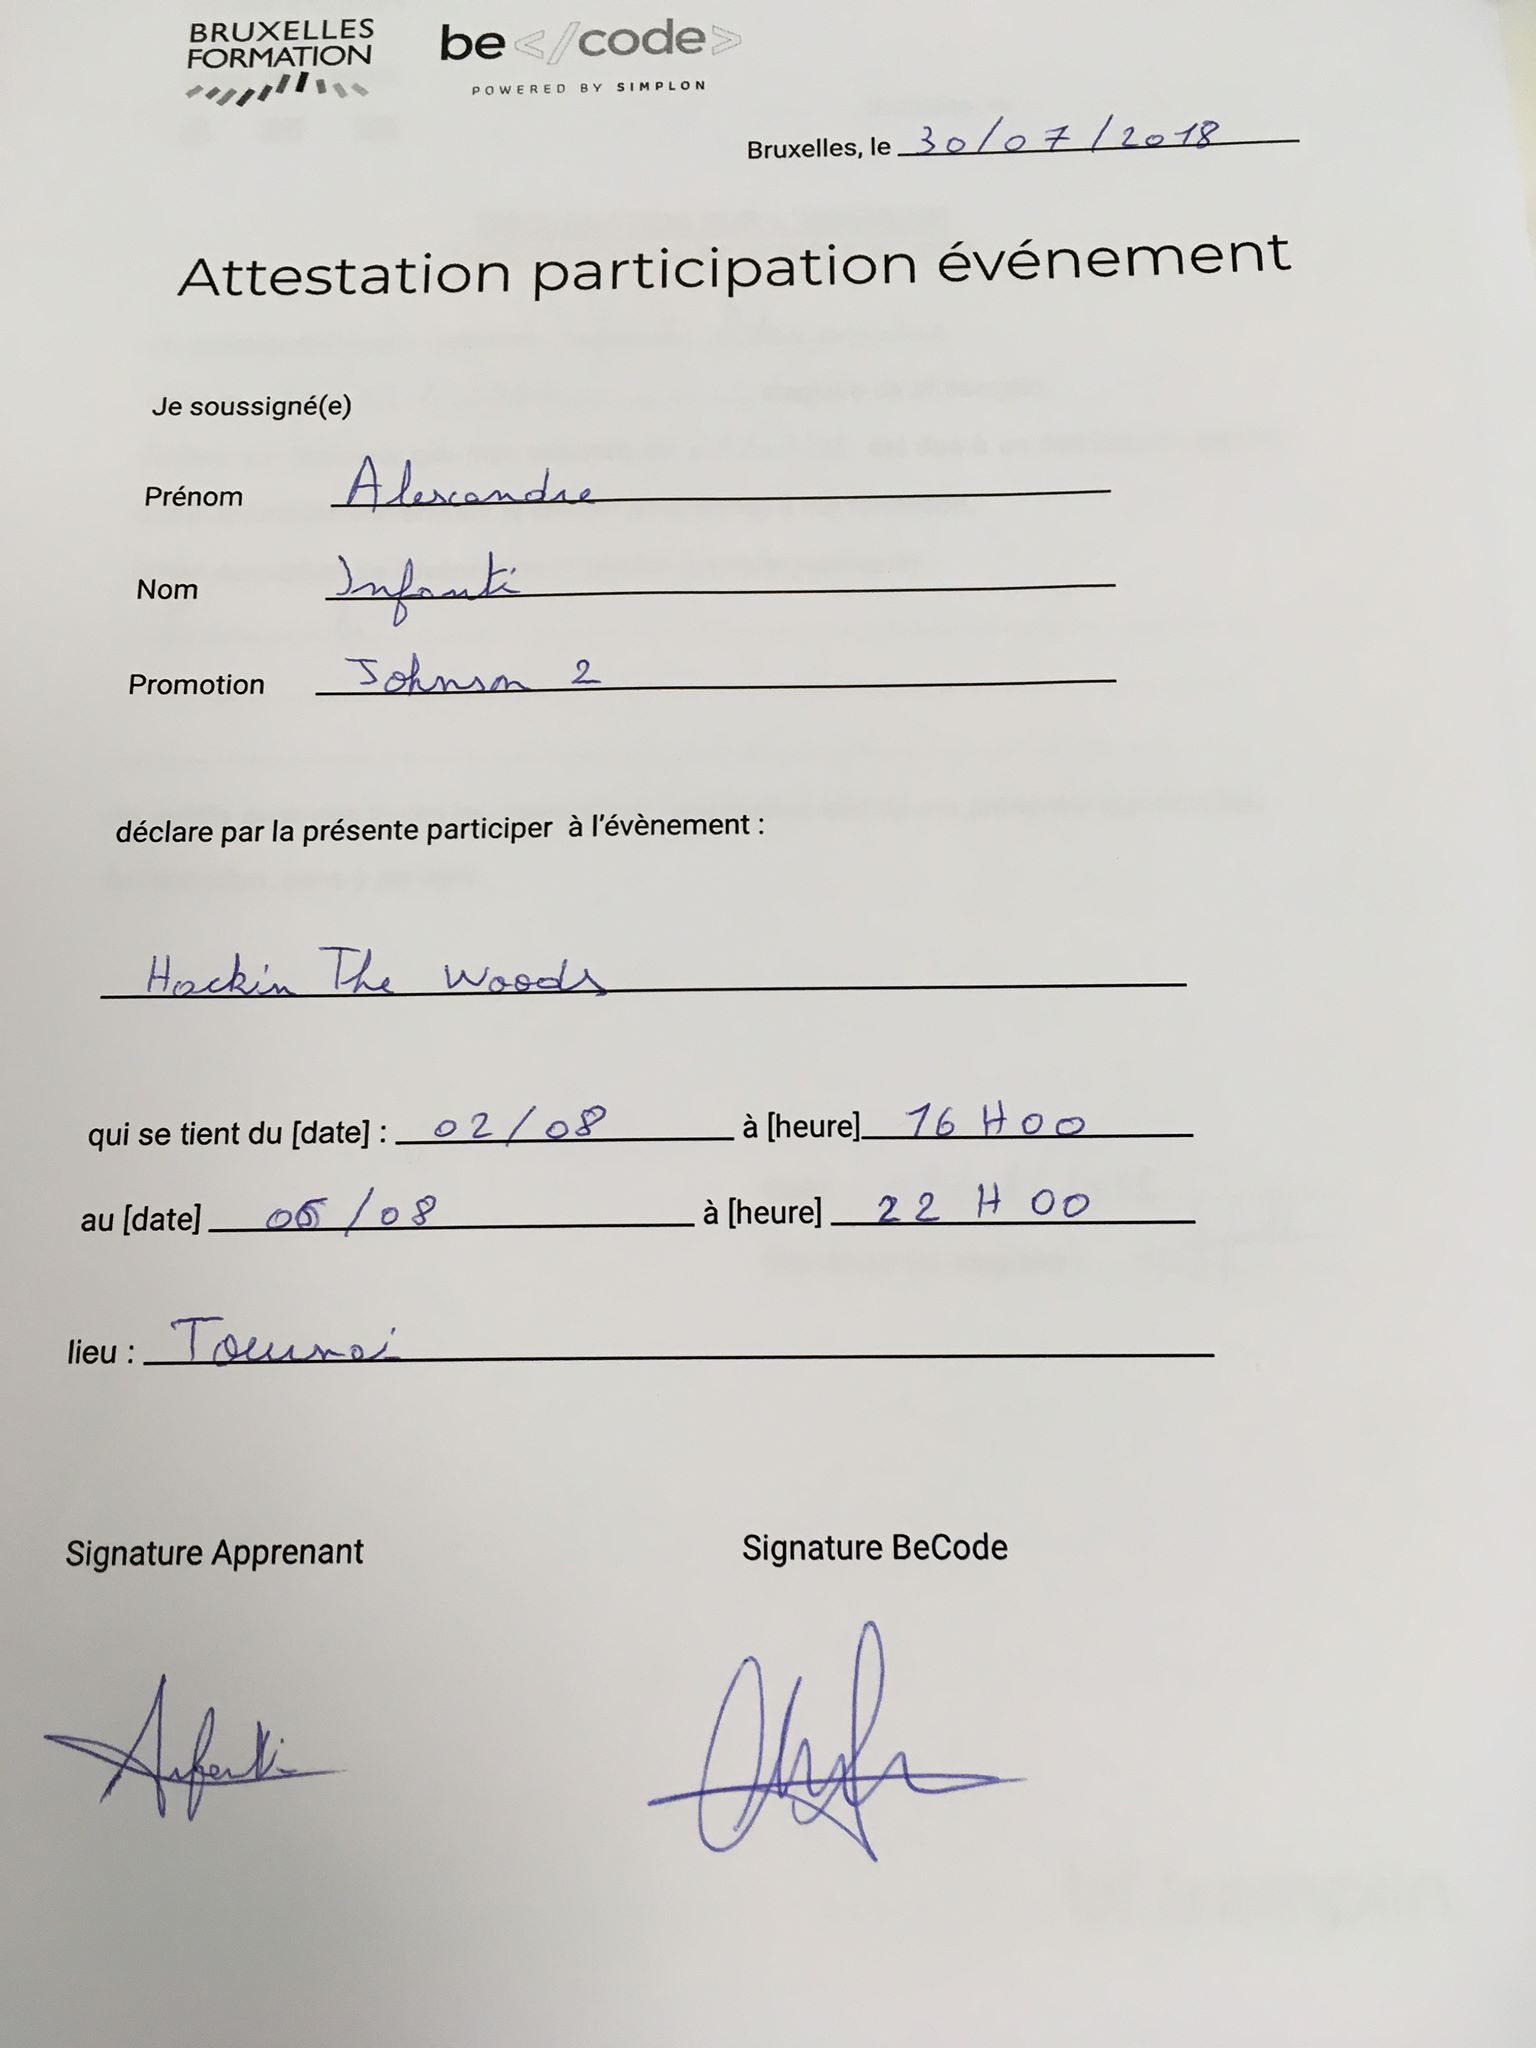 BRUXELLES
FORMATION
be </code>
POWERED BY SIMPLON
Bruxelles, le 30/07/2018
Attestation participation événement
Je soussigné(e)
Prénom Alexandre
Nom Infanti
Promotion Johnson 2
déclare par la présente participer à l'évènement :
Hackin The Woods
qui se tient du [date] : 02/08 à [heure] 16 H 00
au [date] /08 à [heure] 22 H 00
lieu : Tournai
Signature Apprenant Signature BeCode